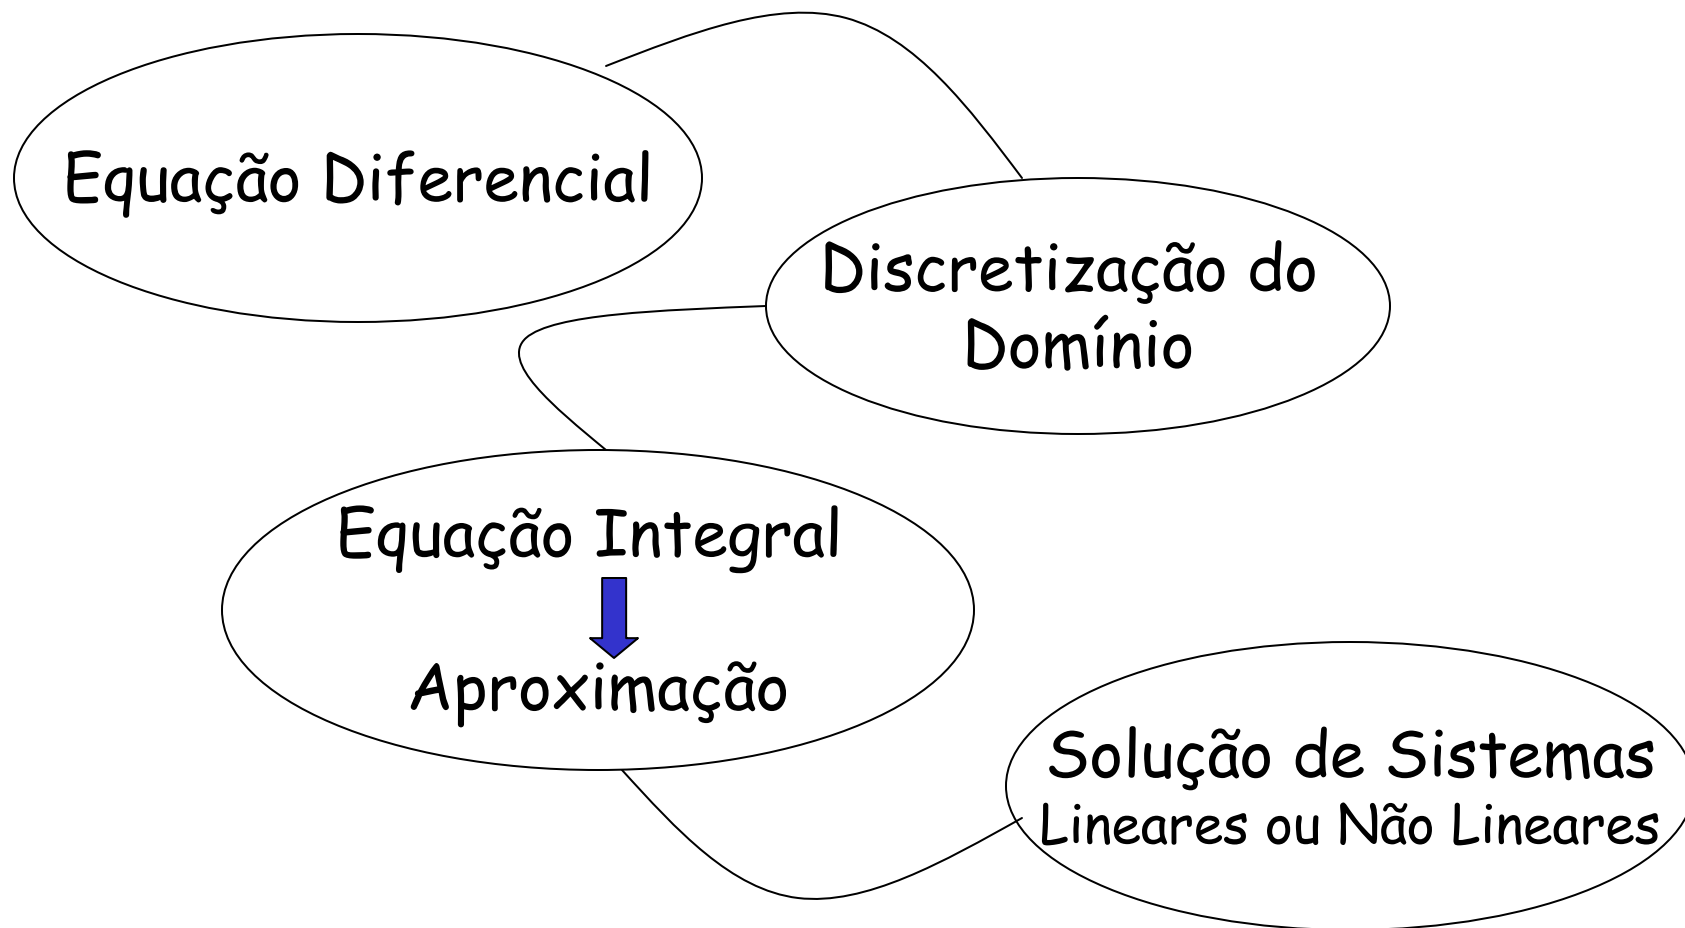 Equação Diferencial
Discretização do
Domínio
Equação Integral
Aproximação
Solução de Sistemas
Lineares ou Não Lineares